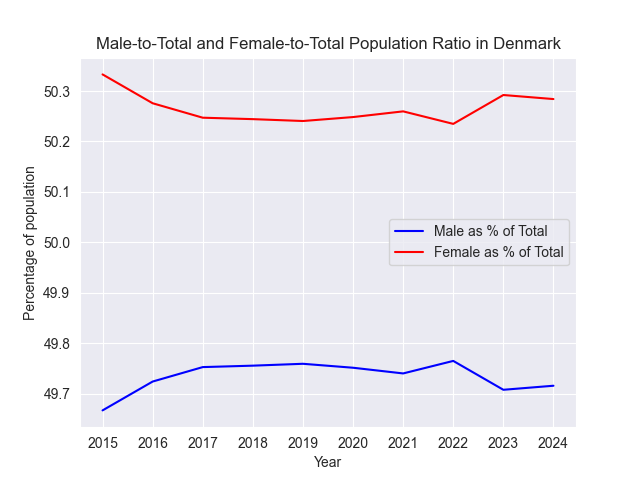 Male-to-Total and Female-to-Total Population Ratio in Denmark
Percentage of population
50.3
50.2
50.1
50.0
49.9
49.8
49.7
Male as % of Total
Female as % of Total
2015 2016 2017 2018 2019 2020 2021 2022 2023 2024
Year